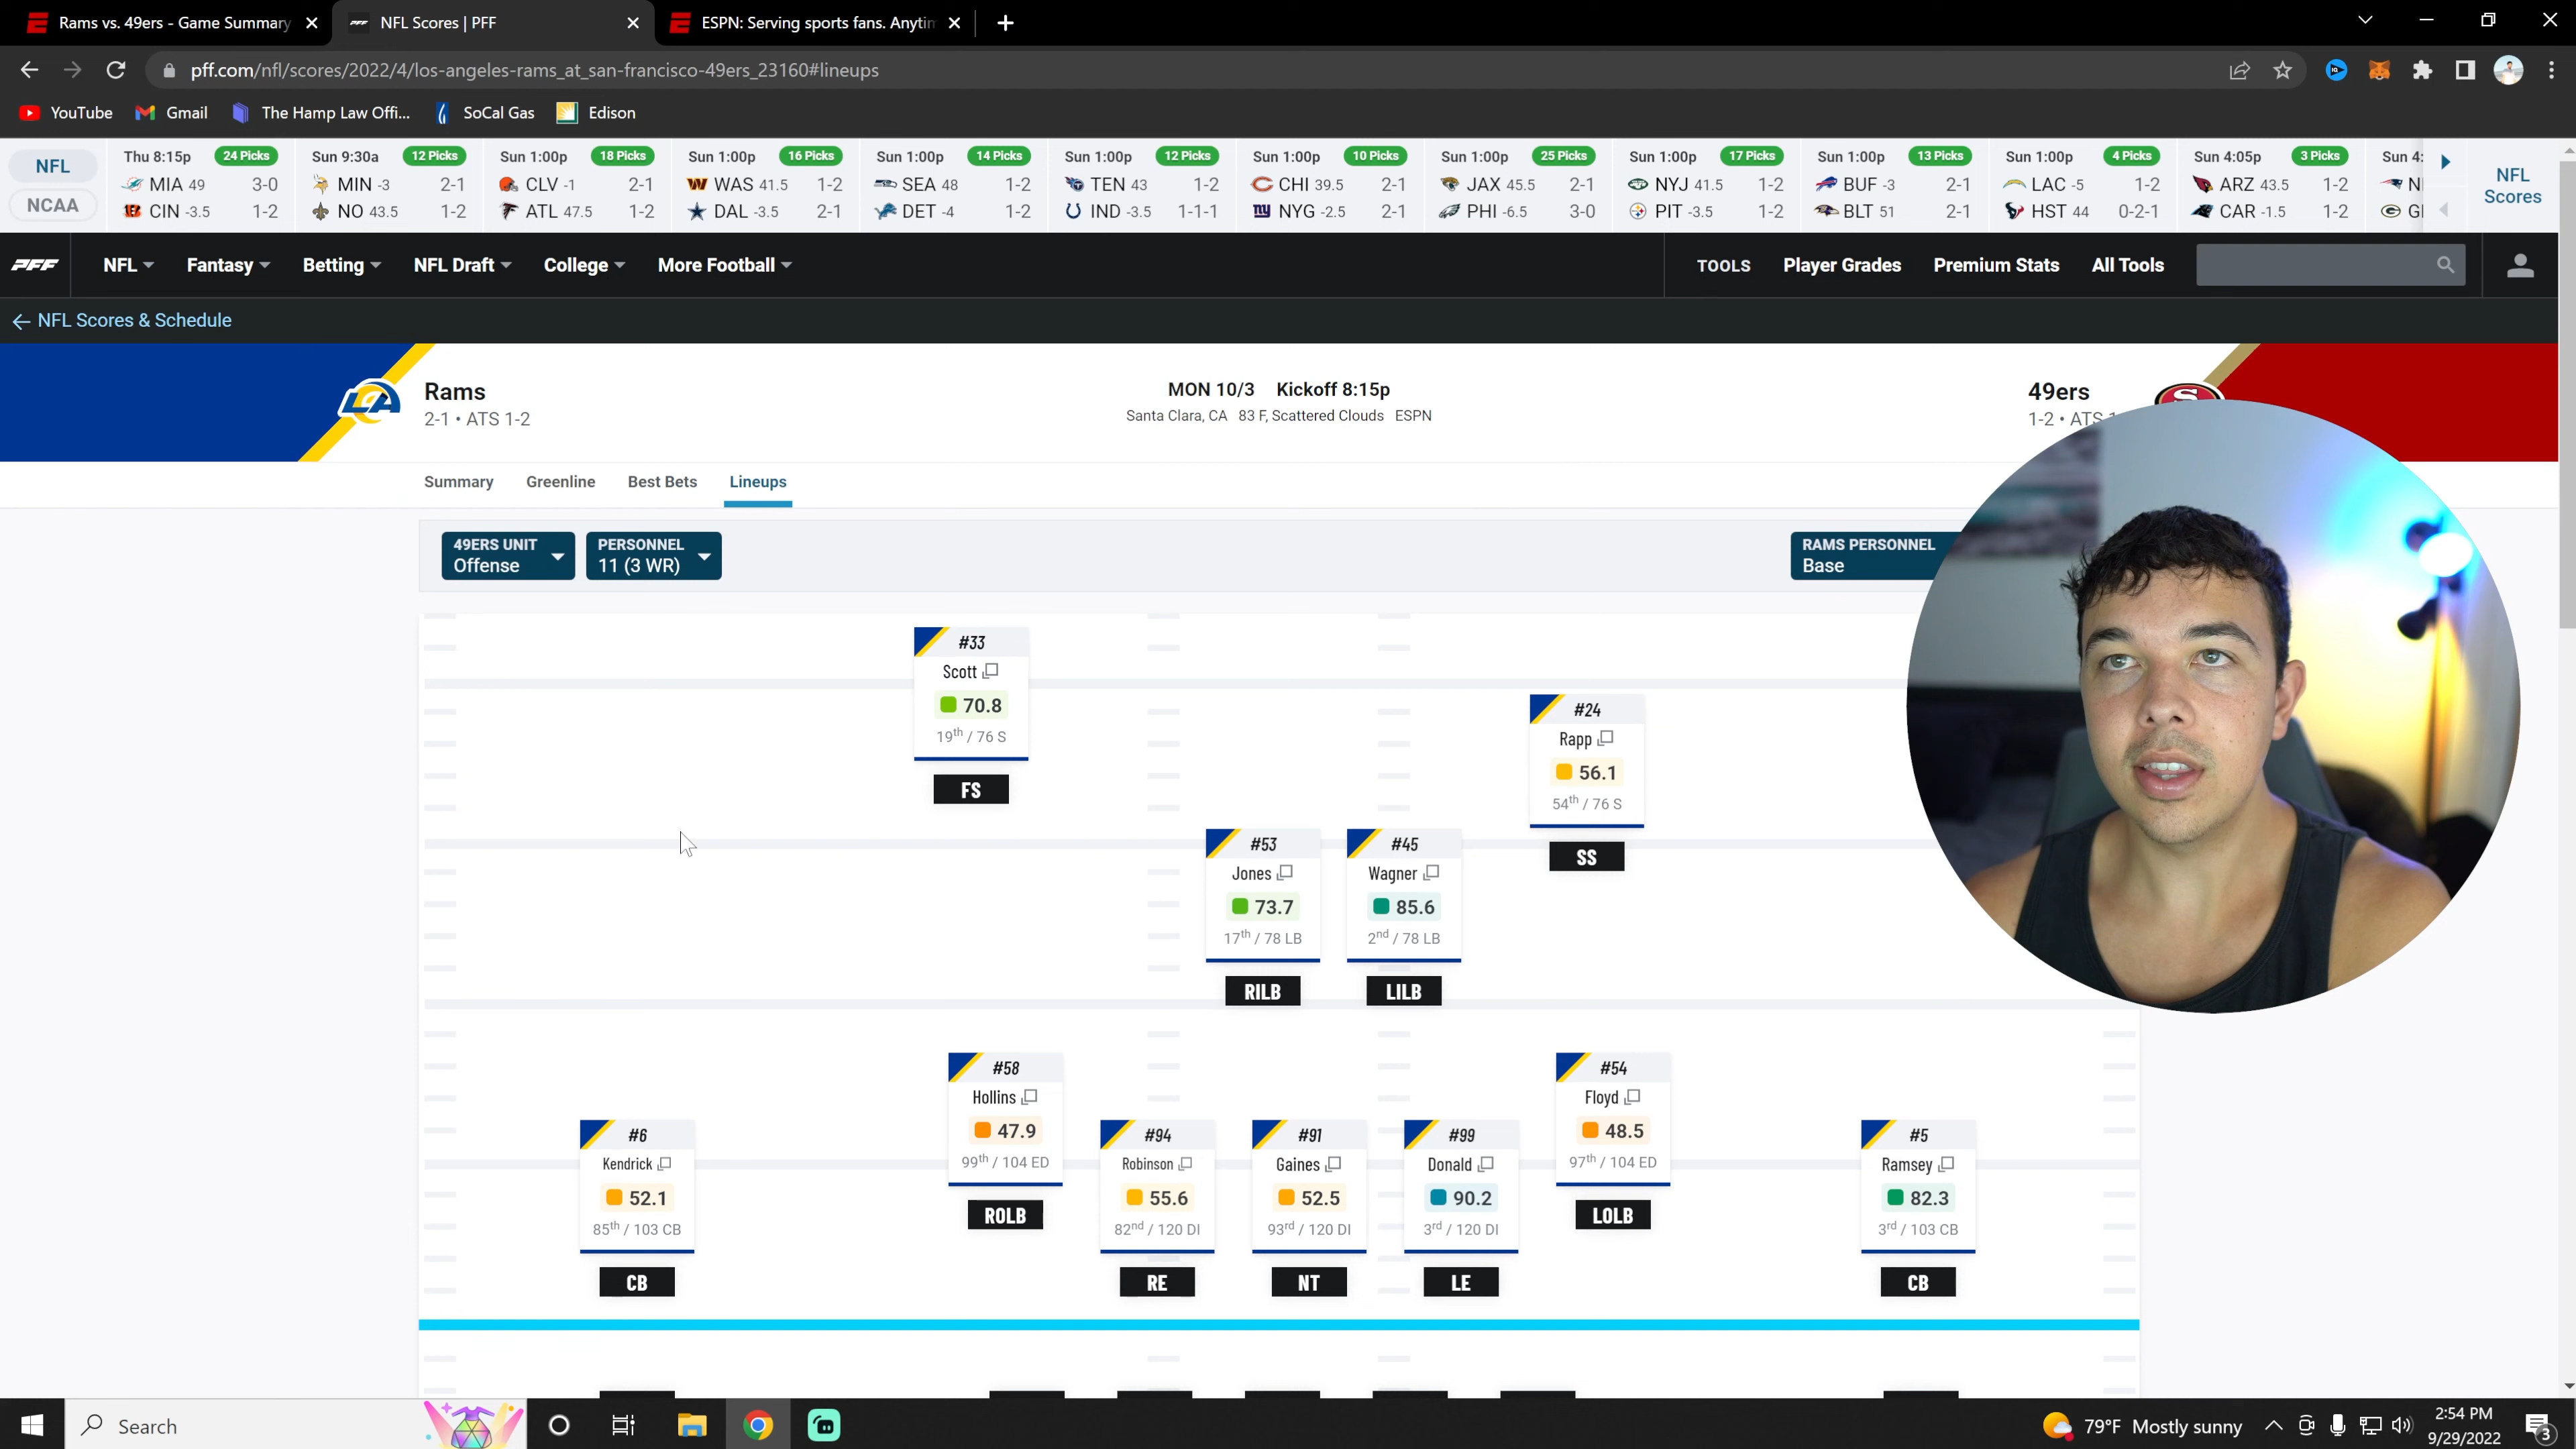 Rams vs. 49ers - Game Summary
NFL Scores | PFF
ESPN: Serving sports fans. Anytim
pff.com/nfl/scores/2022/4/los-angeles-rams_at_san-francisco-49ers_23160#lineups
YouTube Gmail The Hamp Law Offi... SoCal Gas Edison
NFL
NCAA
Thu 8:15p 24 Picks
MIA 49 3-0
CIN -3.5 1-2
Sun 9:30a 12 Picks
MIN -3 2-1
NO 43.5 1-2
Sun 1:00p 18 Picks
CLV -1 2-1
ATL 47.5 1-2
Sun 1:00p 16 Picks
WAS 41.5 1-2
DAL -3.5 2-1
Sun 1:00p 14 Picks
SEA 48 1-2
DET -4 1-2
Sun 1:00p 12 Picks
TEN 43 1-2
IND -3.5 1-1-1
Sun 1:00p 10 Picks
CHI 39.5 2-1
NYG -2.5 2-1
Sun 1:00p 25 Picks
JAX 45.5 2-1
PHI -6.5 3-0
Sun 1:00p 17 Picks
NYJ 41.5 1-2
PIT -3.5 1-2
Sun 1:00p 13 Picks
BUF -3 2-1
BLT 51 2-1
Sun 1:00p 4 Picks
LAC -5 1-2
HST 44 0-2-1
Sun 4:05p 3 Picks
ARZ 43.5 1-2
CAR -1.5 1-2
Sun 4:
NFL
Scores
PFF NFL Fantasy Betting NFL Draft College More Football TOOLS Player Grades Premium Stats All Tools
← NFL Scores & Schedule
LA
Rams
2-1 • ATS 1-2
MON 10/3 Kickoff 8:15p
Santa Clara, CA 83 F, Scattered Clouds ESPN
49ers
1-2 • ATS
Summary Greenline Best Bets Lineups
49ERS UNIT
Offense
PERSONNEL
11 (3 WR)
RAMS PERSONNEL
Base
#33
Scott
70.8
19th / 76 S
FS
#24
Rapp
56.1
54th / 76 S
SS
#53
Jones
73.7
17th / 78 LB
RILB
#45
Wagner
85.6
2nd / 78 LB
LILB
#6
Kendrick
52.1
85th / 103 CB
CB
#58
Hollins
47.9
99th / 104 ED
ROLB
#94
Robinson
55.6
82nd / 120 DI
RE
#91
Gaines
52.5
93rd / 120 DI
NT
#99
Donald
90.2
3rd / 120 DI
LE
#54
Floyd
48.5
97th / 104 ED
LOLB
#5
Ramsey
82.3
3rd / 103 CB
CB
Search
79°F Mostly sunny
2:54 PM
9/29/2022
3